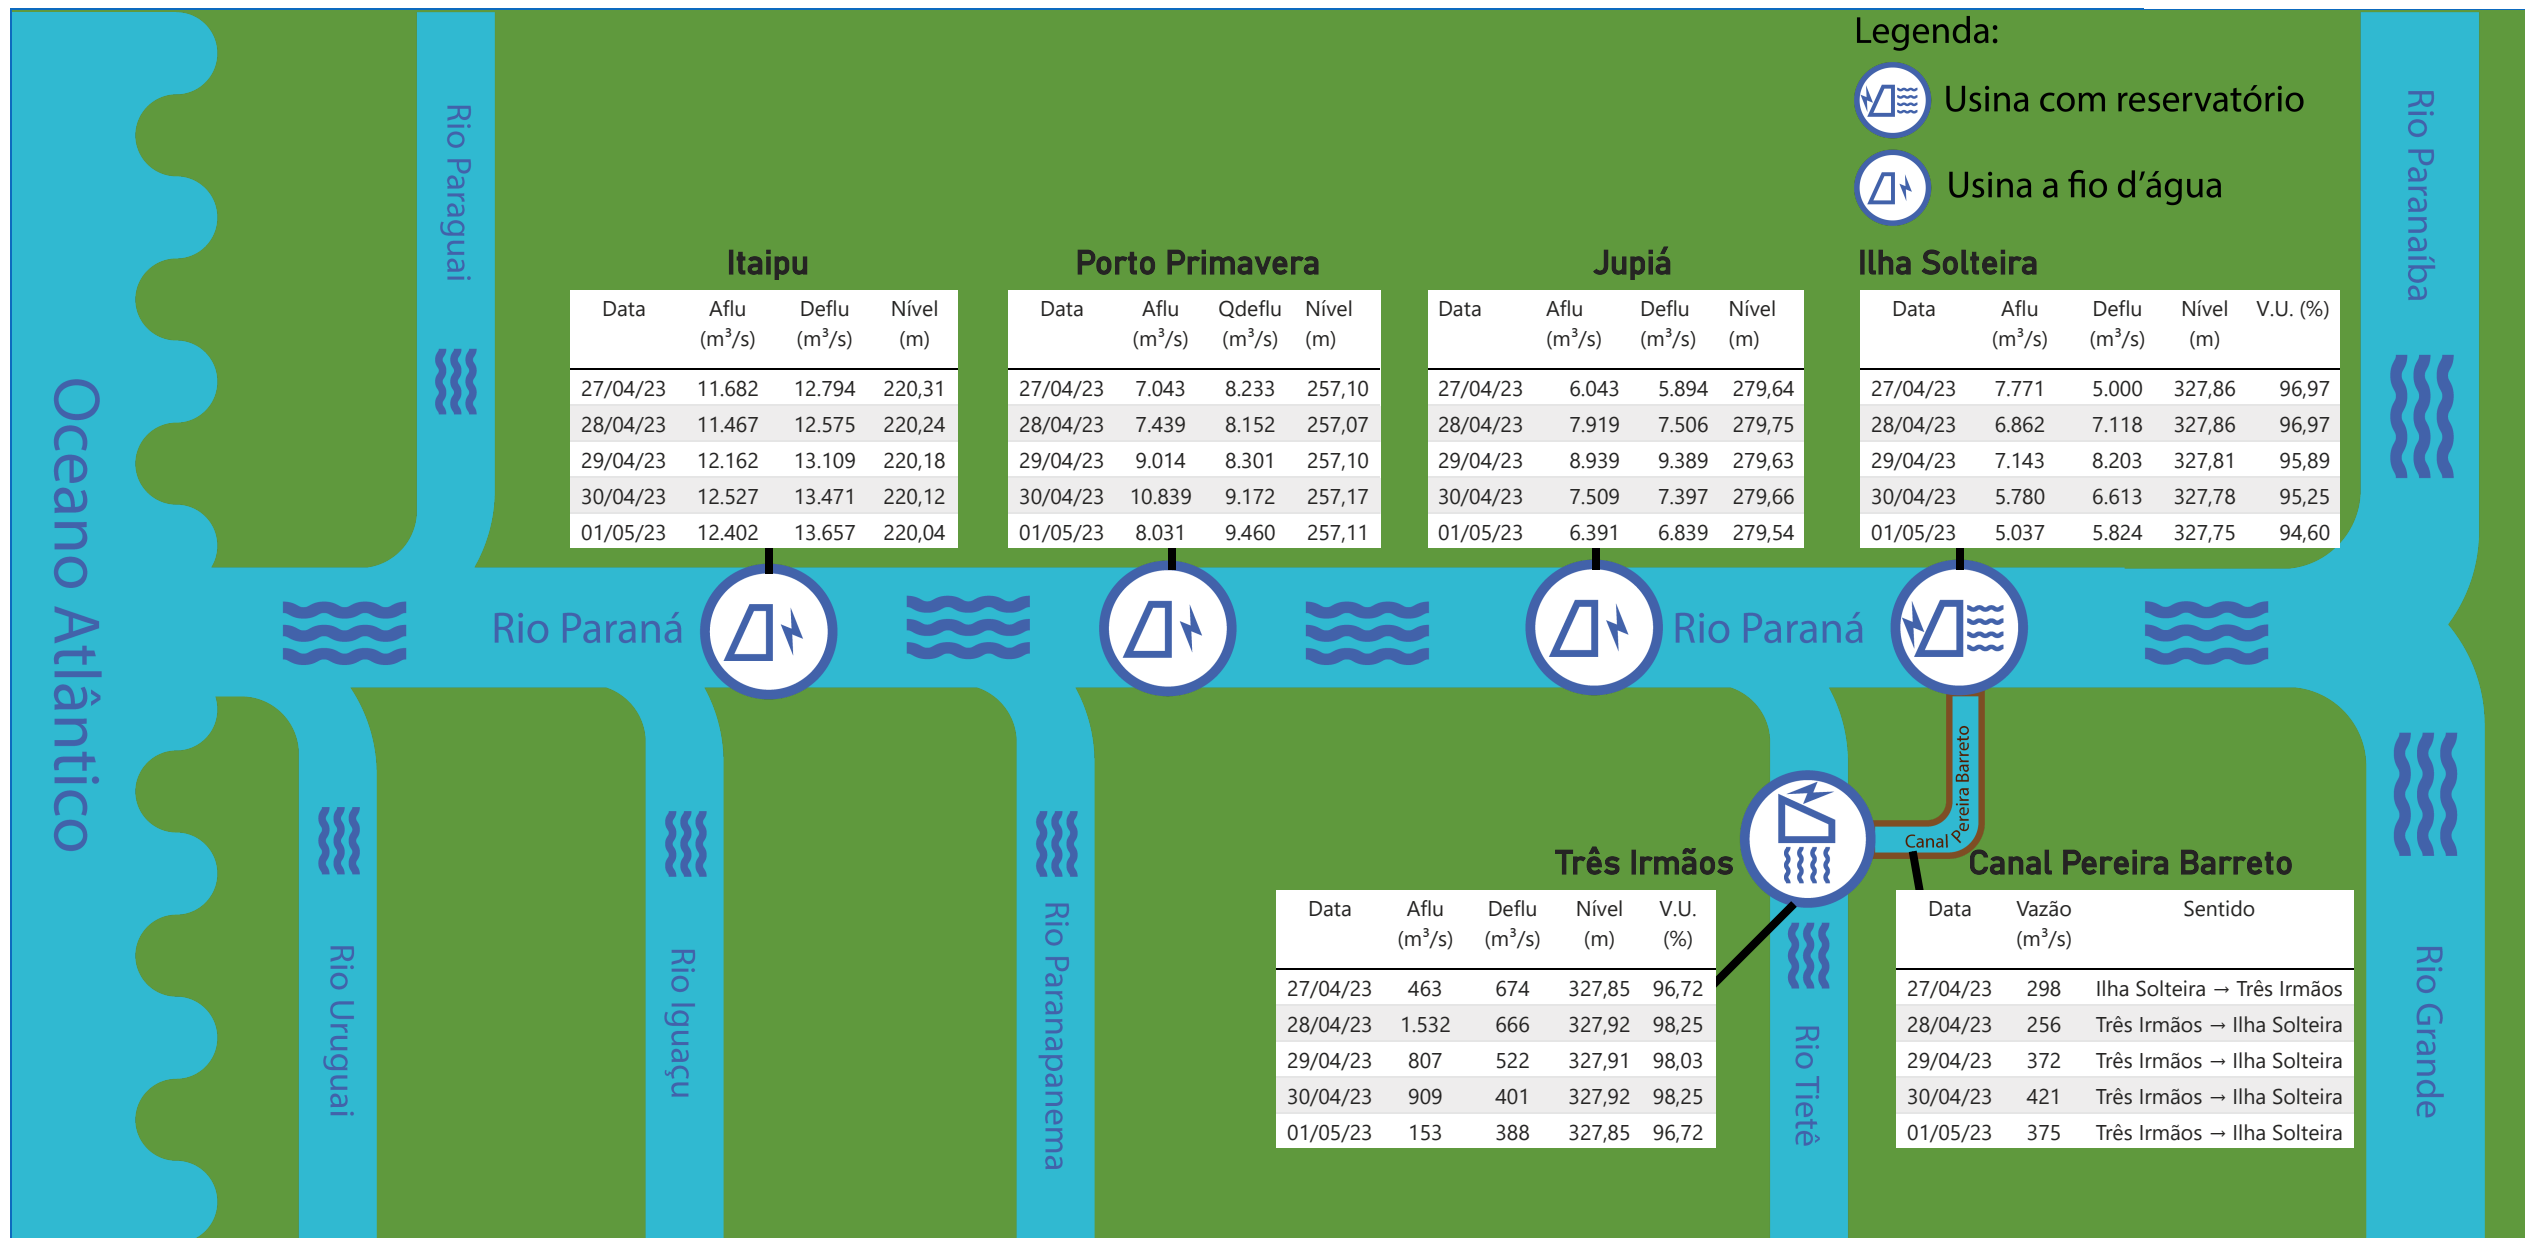 Legenda:
Usina com reservatório
Usina a fio d'água
Oceano Atlântico
Rio Paraguai
Rio Paranaíba
Itaipu
Data Aflu (m³/s) Deflu (m³/s) Nível (m)
27/04/23 11.682 12.794 220,31
28/04/23 11.467 12.575 220,24
29/04/23 12.162 13.109 220,18
30/04/23 12.527 13.471 220,12
01/05/23 12.402 13.657 220,04
Porto Primavera
Data Aflu (m³/s) Qdeflu (m³/s) Nível (m)
27/04/23 7.043 8.233 257,10
28/04/23 7.439 8.152 257,07
29/04/23 9.014 8.301 257,10
30/04/23 10.839 9.172 257,17
01/05/23 8.031 9.460 257,11
Jupiá
Data Aflu (m³/s) Deflu (m³/s) Nível (m)
27/04/23 6.043 5.894 279,64
28/04/23 7.919 7.506 279,75
29/04/23 8.939 9.389 279,63
30/04/23 7.509 7.397 279,66
01/05/23 6.391 6.839 279,54
Ilha Solteira
Data Aflu (m³/s) Deflu (m³/s) Nível (m) V.U. (%)
27/04/23 7.771 5.000 327,86 96,97
28/04/23 6.862 7.118 327,86 96,97
29/04/23 7.143 8.203 327,81 95,89
30/04/23 5.780 6.613 327,78 95,25
01/05/23 5.037 5.824 327,75 94,60
Rio Paraná
Rio Paraná
Canal Pereira Barreto
Três Irmãos
Data Aflu (m³/s) Deflu (m³/s) Nível (m) V.U. (%)
27/04/23 463 674 327,85 96,72
28/04/23 1.532 666 327,92 98,25
29/04/23 807 522 327,91 98,03
30/04/23 909 401 327,92 98,25
01/05/23 153 388 327,85 96,72
Canal Pereira Barreto
Data Vazão (m³/s) Sentido
27/04/23 298 Ilha Solteira → Três Irmãos
28/04/23 256 Três Irmãos → Ilha Solteira
29/04/23 372 Três Irmãos → Ilha Solteira
30/04/23 421 Três Irmãos → Ilha Solteira
01/05/23 375 Três Irmãos → Ilha Solteira
Rio Uruguai
Rio Iguaçu
Rio Paranapanema
Rio Tietê
Rio Grande